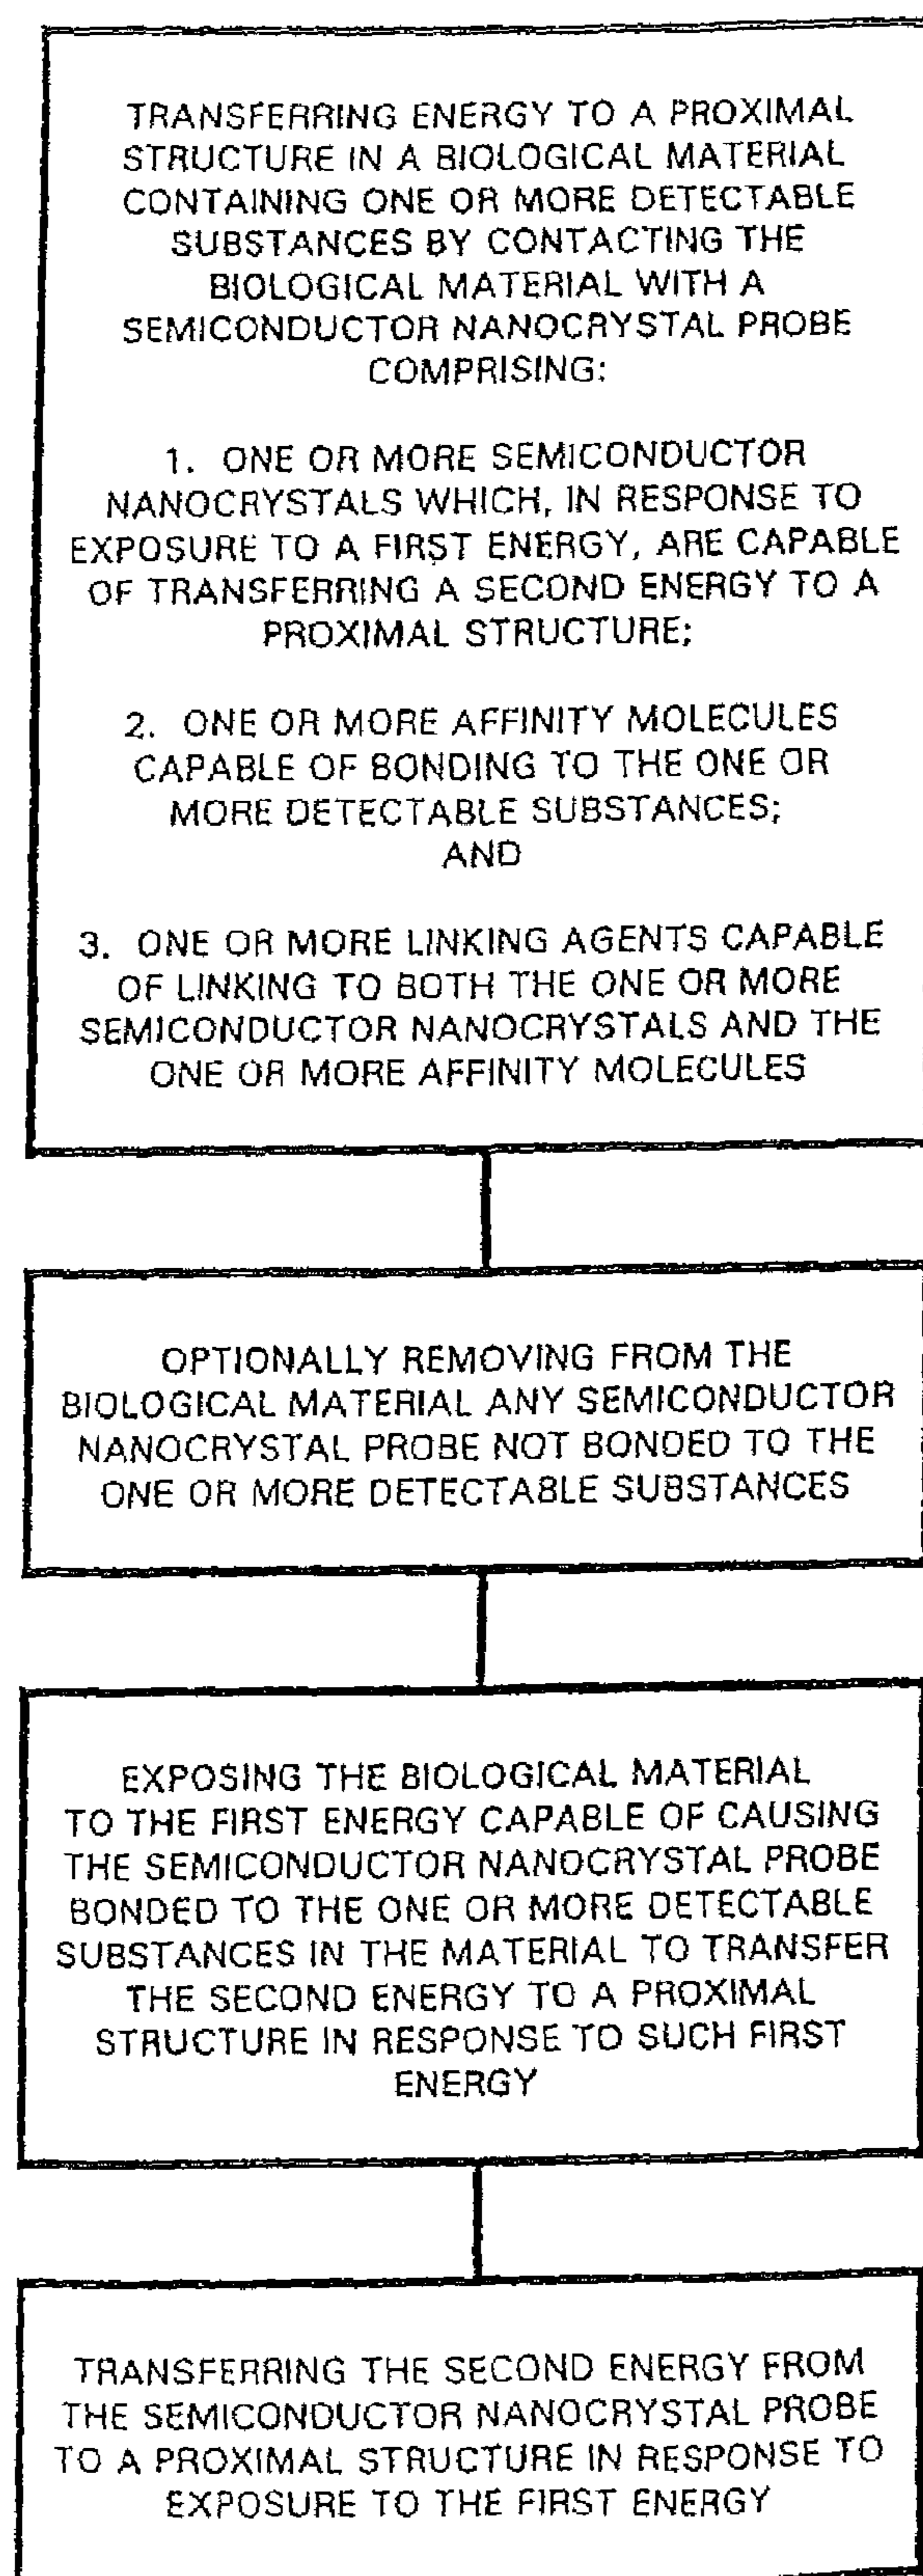 TRANSFERRING ENERGY TO A PROXIMAL
STRUCTURE IN A BIOLOGICAL MATERIAL
CONTAINING ONE OR MORE DETECTABLE
SUBSTANCES BY CONTACTING THE
BIOLOGICAL MATERIAL WITH A
SEMICONDUCTOR NANOCRYSTAL PROBE
COMPRISING:
1. ONE OR MORE SEMICONDUCTOR
NANOCRYSTALS WHICH, IN RESPONSE TO
EXPOSURE TO A FIRST ENERGY, ARE CAPABLE
OF TRANSFERRING A SECOND ENERGY TO A
PROXIMAL STRUCTURE;
2. ONE OR MORE AFFINITY MOLECULES
CAPABLE OF BONDING TO THE ONE OR
MORE DETECTABLE SUBSTANCES;
AND
3. ONE OR MORE LINKING AGENTS CAPABLE
OF LINKING TO BOTH THE ONE OR MORE
SEMICONDUCTOR NANOCRYSTALS AND THE
ONE OR MORE AFFINITY MOLECULES
OPTIONALLY REMOVING FROM THE
BIOLOGICAL MATERIAL ANY SEMICONDUCTOR
NANOCRYSTAL PROBE NOT BONDED TO THE
ONE OR MORE DETECTABLE SUBSTANCES
EXPOSING THE BIOLOGICAL MATERIAL
TO THE FIRST ENERGY CAPABLE OF CAUSING
THE SEMICONDUCTOR NANOCRYSTAL PROBE
BONDED TO THE ONE OR MORE DETECTABLE
SUBSTANCES IN THE MATERIAL TO TRANSFER
THE SECOND ENERGY TO A PROXIMAL
STRUCTURE IN RESPONSE TO SUCH FIRST
ENERGY
TRANSFERRING THE SECOND ENERGY FROM
THE SEMICONDUCTOR NANOCRYSTAL PROBE
TO A PROXIMAL STRUCTURE IN RESPONSE TO
EXPOSURE TO THE FIRST ENERGY